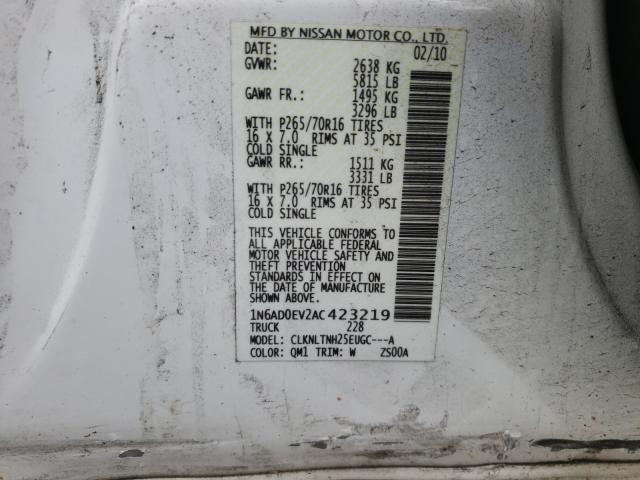 MFD BY NISSAN MOTOR CO., LTD.
DATE: 02/10
GVWR: 2638 KG
5815 LB
GAWR FR.: 1495 KG
3296 LB
WITH P265/70R16 TIRES
16 X 7.0 RIMS AT 35 PSI
COLD SINGLE
GAWR RR.: 1511 KG
3331 LB
WITH P265/70R16 TIRES
16 X 7.0 RIMS AT 35 PSI
COLD SINGLE
THIS VEHICLE CONFORMS TO
ALL APPLICABLE FEDERAL
MOTOR VEHICLE SAFETY AND
THEFT PREVENTION
STANDARDS IN EFFECT ON
THE DATE OF MANUFACTURE
SHOWN ABOVE.
1N6AD0EV2AC 423219
TRUCK 228
MODEL: CLKNLTNH25EUGC---A
COLOR: QM1 TRIM: W ZS00A